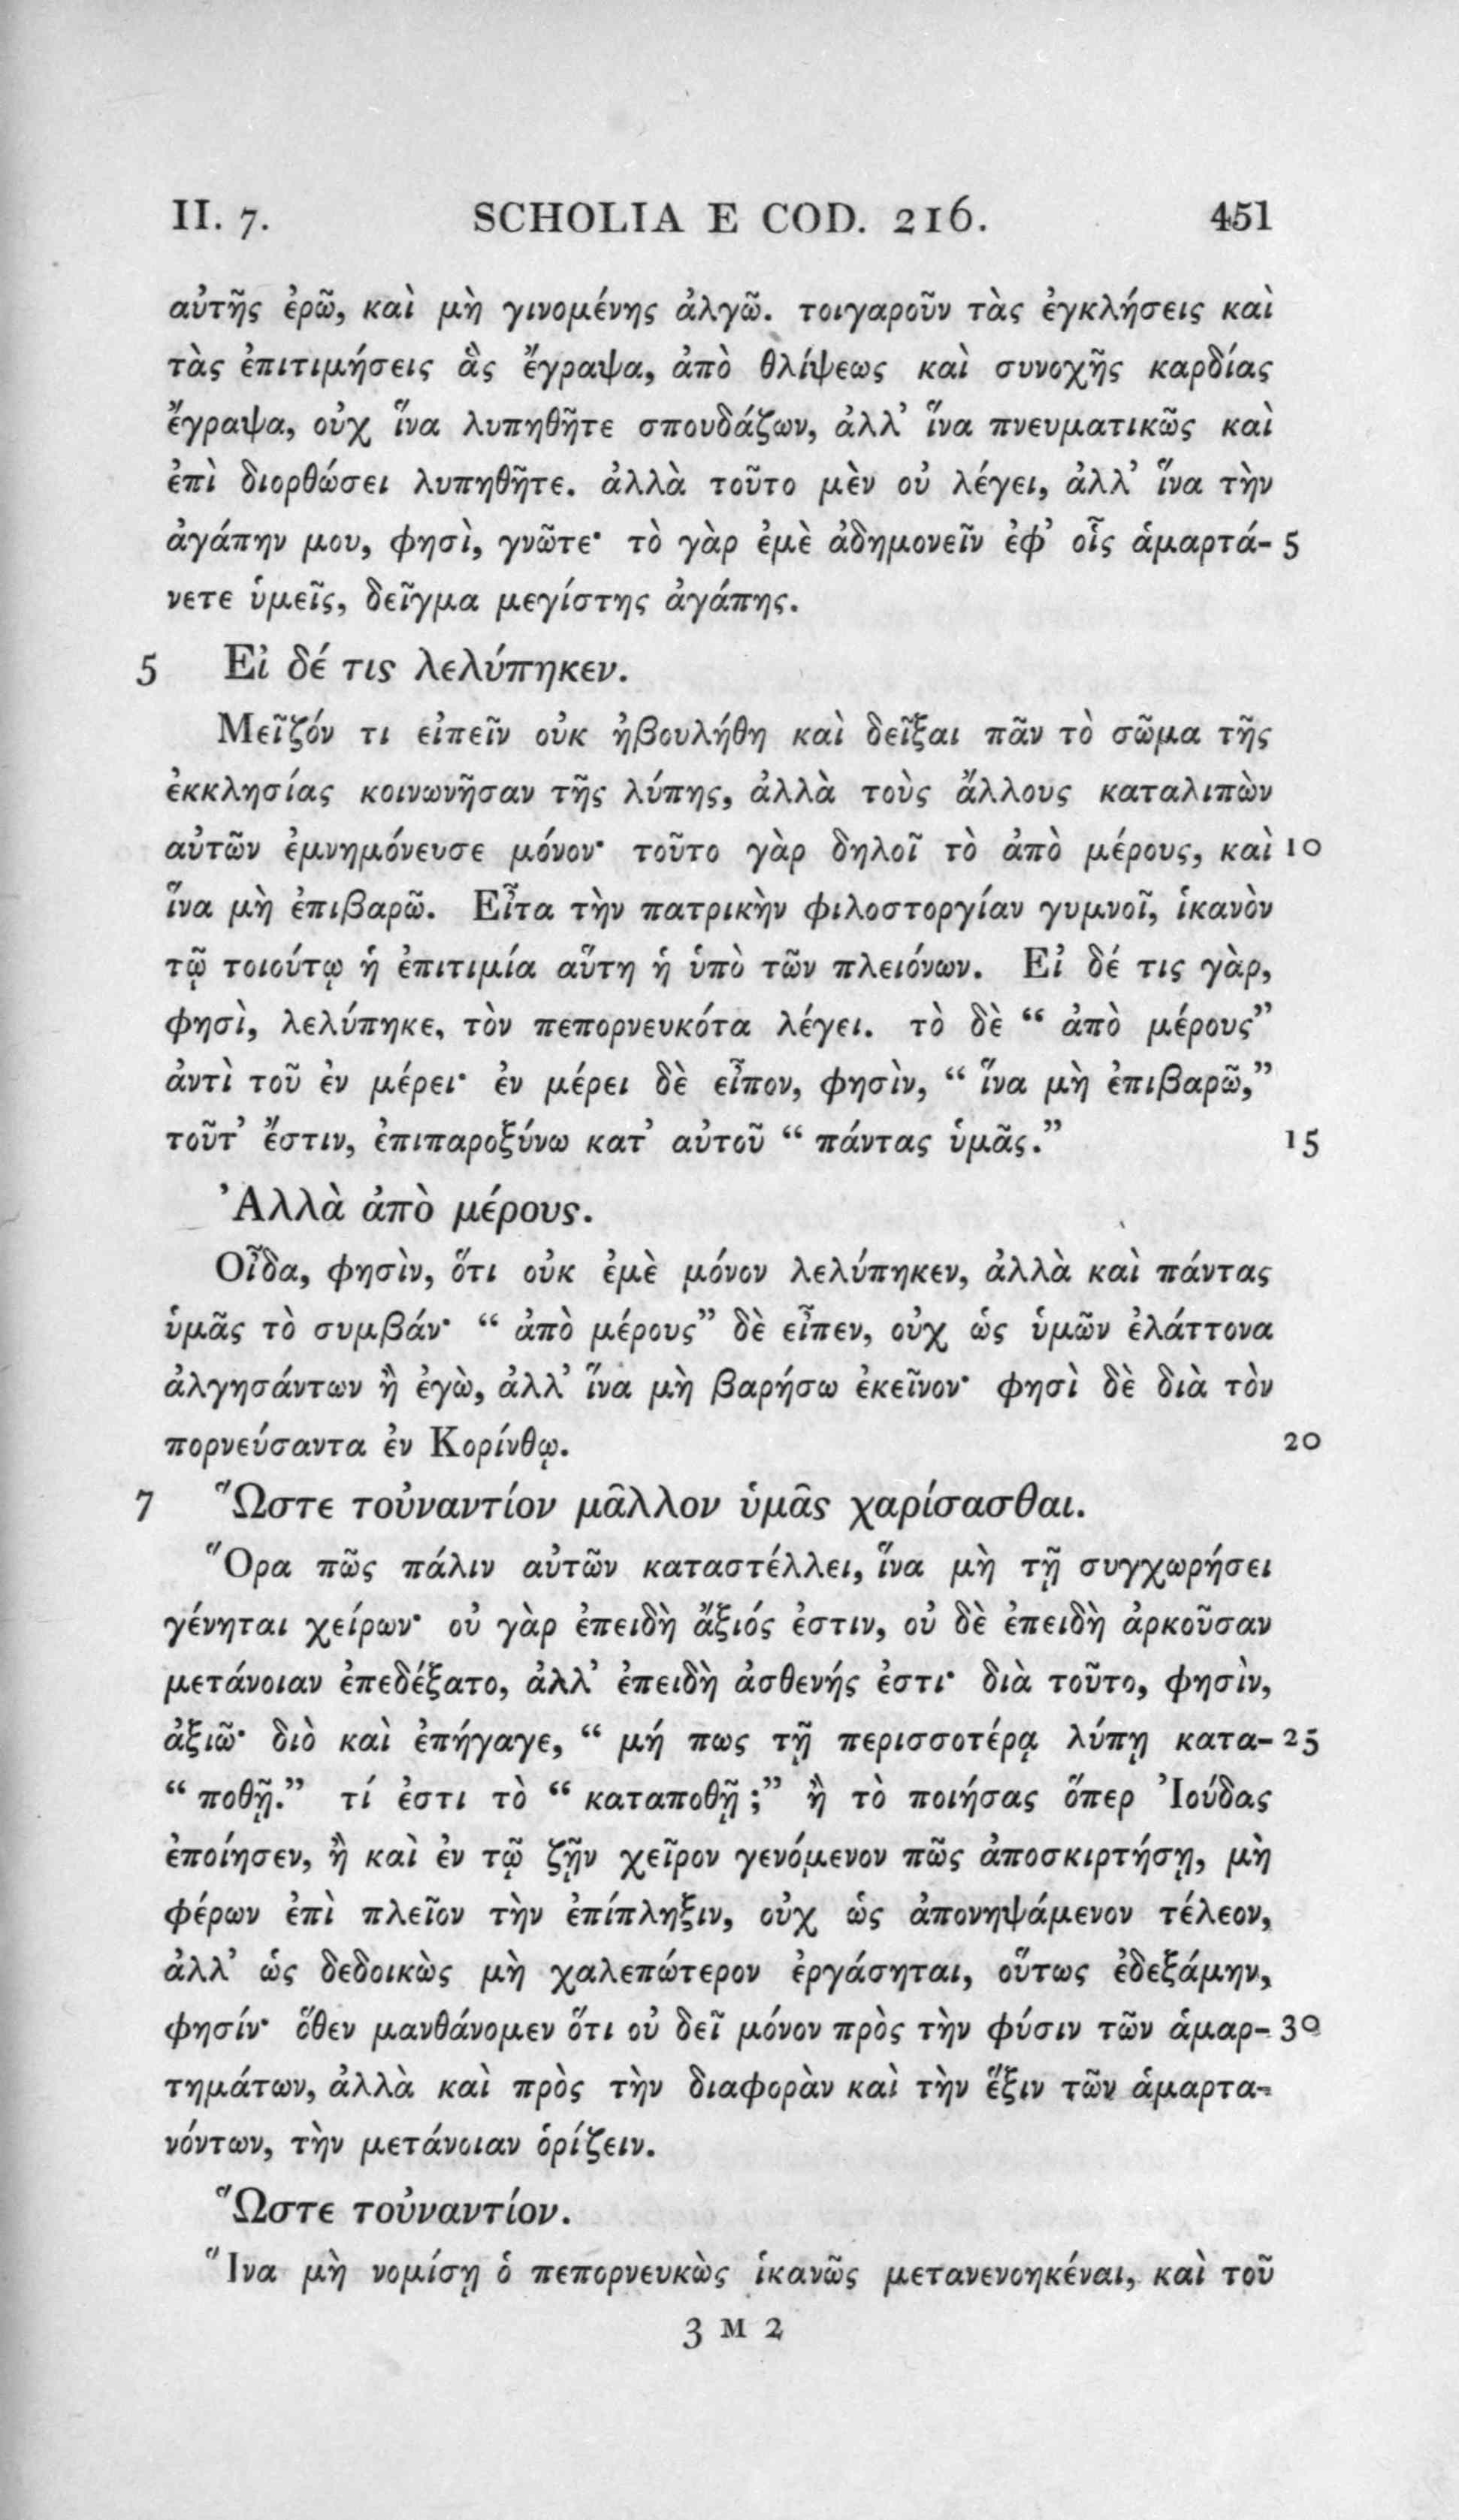 II. 7. SCHOLIA E COD. 216. 451
αὐτῆς ἐρῶ, καὶ μὴ γινομένης ἀλγῶ. τοιγαροῦν τὰς ἐγκλήσεις καὶ
τὰς ἐπιτιμήσεις ἃς ἔγραψα, ἀπὸ θλίψεως καὶ συνοχῆς καρδίας
ἔγραψα, οὐχ ἵνα λυπηθῆτε σπουδάζων, ἀλλ’ ἵνα πνευματικῶς καὶ
ἐπὶ διορθώσει λυπηθῆτε. ἀλλὰ τοῦτο μὲν οὐ λέγει, ἀλλ’ ἵνα τὴν
ἀγάπην μου, φησὶ, γνῶτε· τὸ γὰρ ἐμὲ ἀδημονεῖν ἐφ’ οἷς ἁμαρτά- 5
νετε ὑμεῖς, δεῖγμα μεγίστης ἀγάπης.
5 Εἰ δέ τις λελύπηκεν.
Μεῖζόν τι εἰπεῖν οὐκ ἠβουλήθη καὶ δεῖξαι πᾶν τὸ σῶμα τῆς
ἐκκλησίας κοινωνῆσαν τῆς λύπης, ἀλλὰ τοὺς ἄλλους καταλιπὼν
αὐτῶν ἐμνημόνευσε μόνον· τοῦτο γὰρ δηλοῖ τὸ ἀπὸ μέρους, καὶ 10
ἵνα μὴ ἐπιβαρῶ. Εἶτα τὴν πατρικὴν φιλοστοργίαν γυμνοῖ, ἱκανὸν
τῷ τοιούτῳ ἡ ἐπιτιμία αὕτη ἡ ὑπὸ τῶν πλειόνων. Εἰ δέ τις γὰρ,
φησὶ, λελύπηκε, τὸν πεπορνευκότα λέγει. τὸ δὲ “ ἀπὸ μέρους”
ἀντὶ τοῦ ἐν μέρει· ἐν μέρει δὲ εἶπον, φησὶν, “ ἵνα μὴ ἐπιβαρῶ,”
τοῦτ’ ἔστιν, ἐπιπαροξύνω κατ’ αὐτοῦ “ πάντας ὑμᾶς.” 15
Ἀλλὰ ἀπὸ μέρους.
Οἶδα, φησὶν, ὅτι οὐκ ἐμὲ μόνον λελύπηκεν, ἀλλὰ καὶ πάντας
ὑμᾶς τὸ συμβάν· “ ἀπὸ μέρους” δὲ εἶπεν, οὐχ ὡς ὑμῶν ἐλάττονα
ἀλγησάντων ἢ ἐγὼ, ἀλλ’ ἵνα μὴ βαρήσω ἐκεῖνον· φησὶ δὲ διὰ τὸν
πορνεύσαντα ἐν Κορίνθῳ. 20
7 Ὥστε τοὐναντίον μᾶλλον ὑμᾶς χαρίσασθαι.
Ὅρα πῶς πάλιν αὐτῶν καταστέλλει, ἵνα μὴ τῇ συγχωρήσει
γένηται χείρων· οὐ γὰρ ἐπειδὴ ἄξιός ἐστιν, οὐ δὲ ἐπειδὴ ἀρκοῦσαν
μετάνοιαν ἐπεδέξατο, ἀλλ’ ἐπειδὴ ἀσθενής ἐστι· διὰ τοῦτο, φησὶν,
ἀξιῶ· διὸ καὶ ἐπήγαγε, “ μή πως τῇ περισσοτέρᾳ λύπῃ κατα- 25
“ ποθῇ.” τί ἐστι τὸ “ καταποθῇ ;” ἢ τὸ ποιήσας ὅπερ Ἰούδας
ἐποίησεν, ἢ καὶ ἐν τῷ ζῇν χεῖρον γενόμενον πῶς ἀποσκιρτήσῃ, μὴ
φέρων ἐπὶ πλεῖον τὴν ἐπίπληξιν, οὐχ ὡς ἀπονηψάμενον τέλεον,
ἀλλ’ ὡς δεδοικὼς μὴ χαλεπώτερον ἐργάσηται, οὕτως ἐδεξάμην,
φησίν· ὅθεν μανθάνομεν ὅτι οὐ δεῖ μόνον πρὸς τὴν φύσιν τῶν ἁμαρ- 30
τημάτων, ἀλλὰ καὶ πρὸς τὴν διαφορὰν καὶ τὴν ἕξιν τῶν ἁμαρτα-
νόντων, τὴν μετάνοιαν ὁρίζειν.
Ὥστε τοὐναντίον.
Ἵνα μὴ νομίσῃ ὁ πεπορνευκὼς ἱκανῶς μετανενοηκέναι, καὶ τοῦ
3 M 2